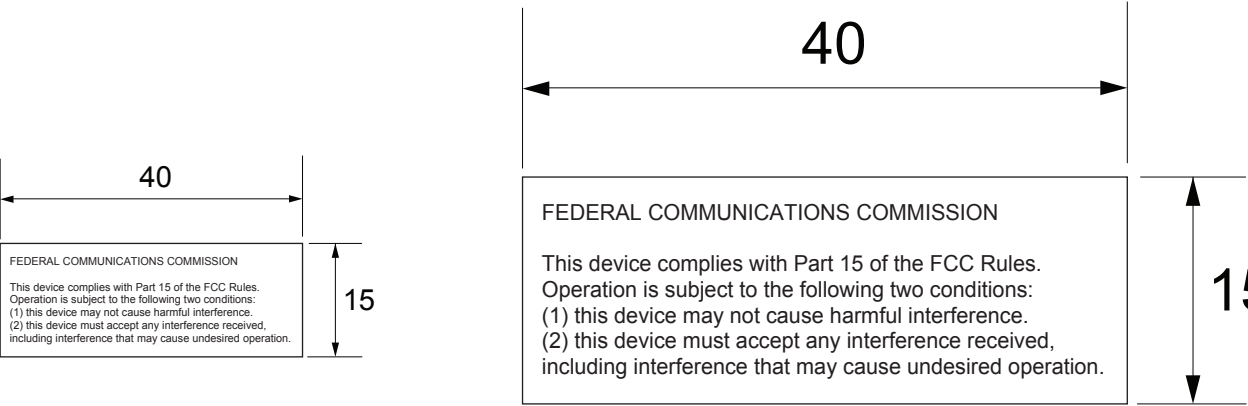 40
15
FEDERAL COMMUNICATIONS COMMISSION
This device complies with Part 15 of the FCC Rules.
Operation is subject to the following two conditions:
(1) this device may not cause harmful interference.
(2) this device must accept any interference received,
including interference that may cause undesired operation.
40
15
FEDERAL COMMUNICATIONS COMMISSION
This device complies with Part 15 of the FCC Rules.
Operation is subject to the following two conditions:
(1) this device may not cause harmful interference.
(2) this device must accept any interference received,
including interference that may cause undesired operation.